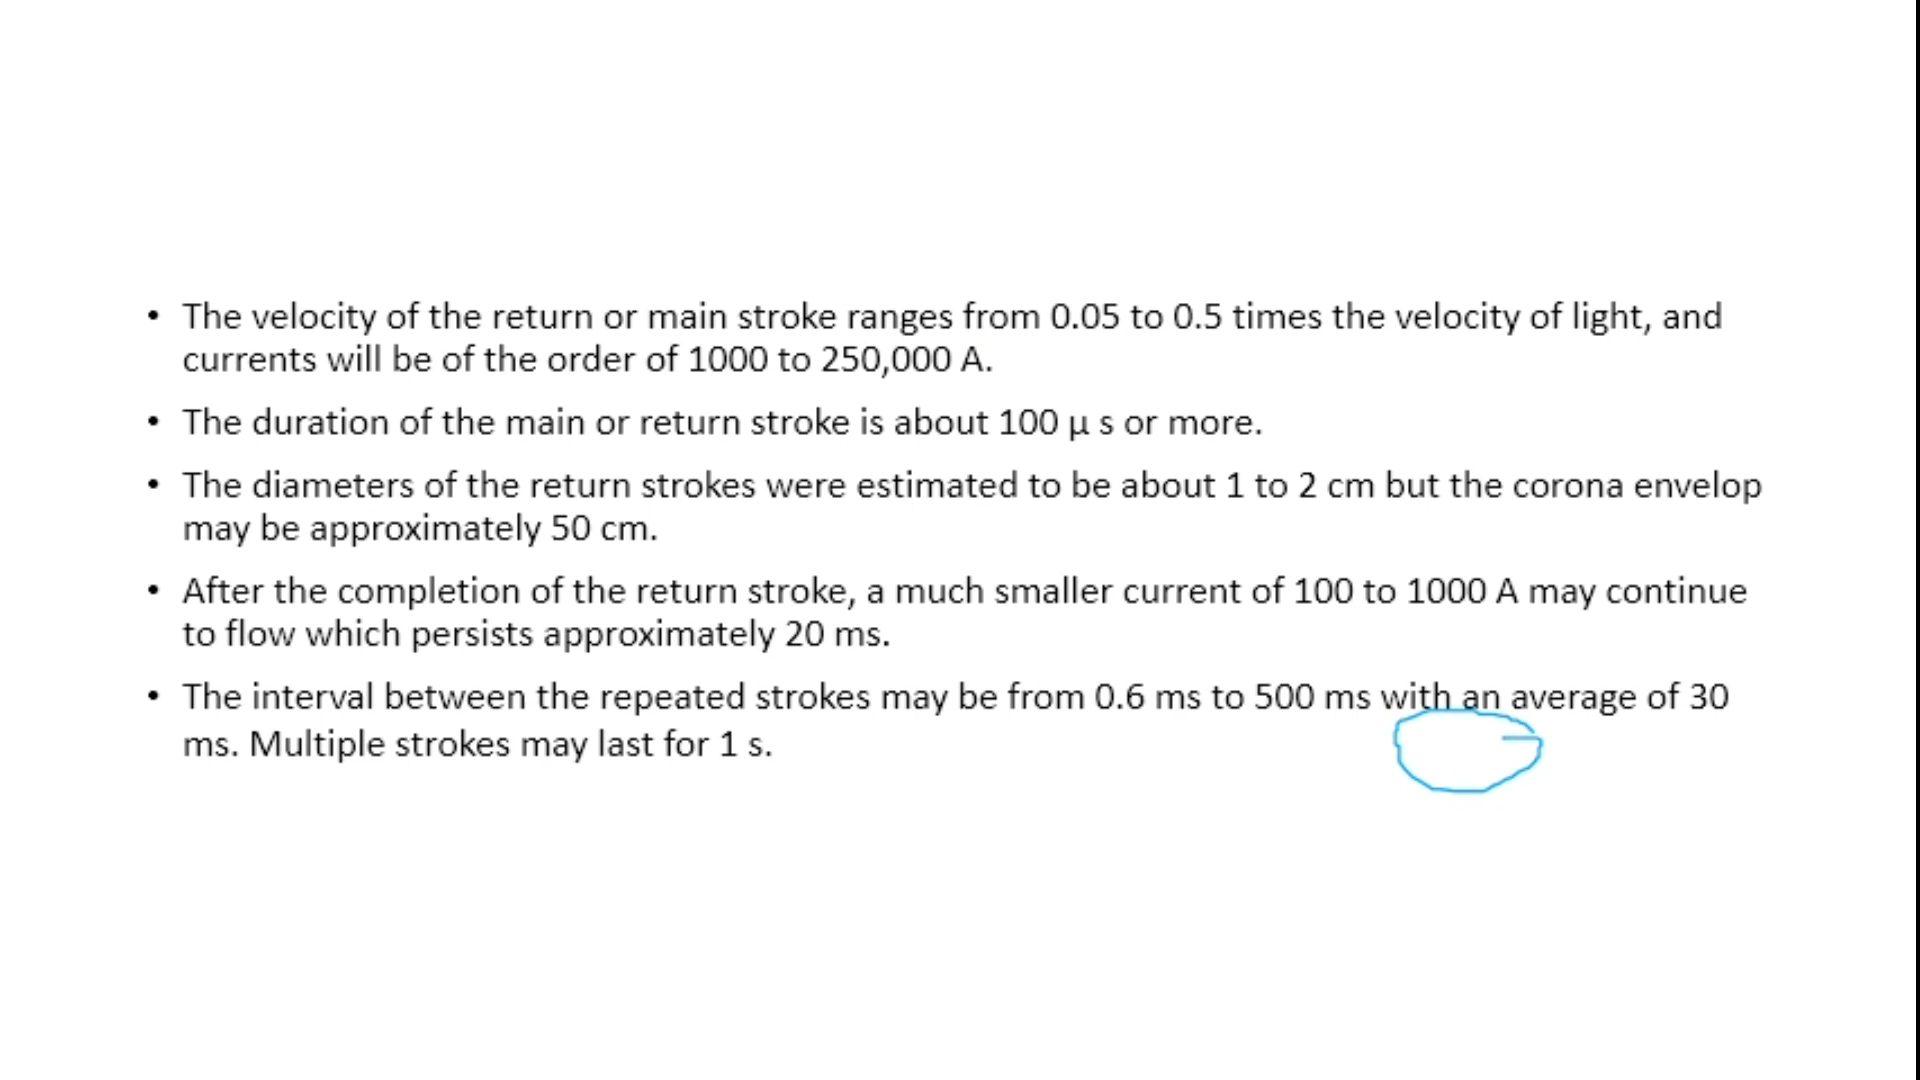 • The velocity of the return or main stroke ranges from 0.05 to 0.5 times the velocity of light, and
currents will be of the order of 1000 to 250,000 A.
• The duration of the main or return stroke is about 100 μ s or more.
• The diameters of the return strokes were estimated to be about 1 to 2 cm but the corona envelop
may be approximately 50 cm.
• After the completion of the return stroke, a much smaller current of 100 to 1000 A may continue
to flow which persists approximately 20 ms.
• The interval between the repeated strokes may be from 0.6 ms to 500 ms with an average of 30
ms. Multiple strokes may last for 1 s.